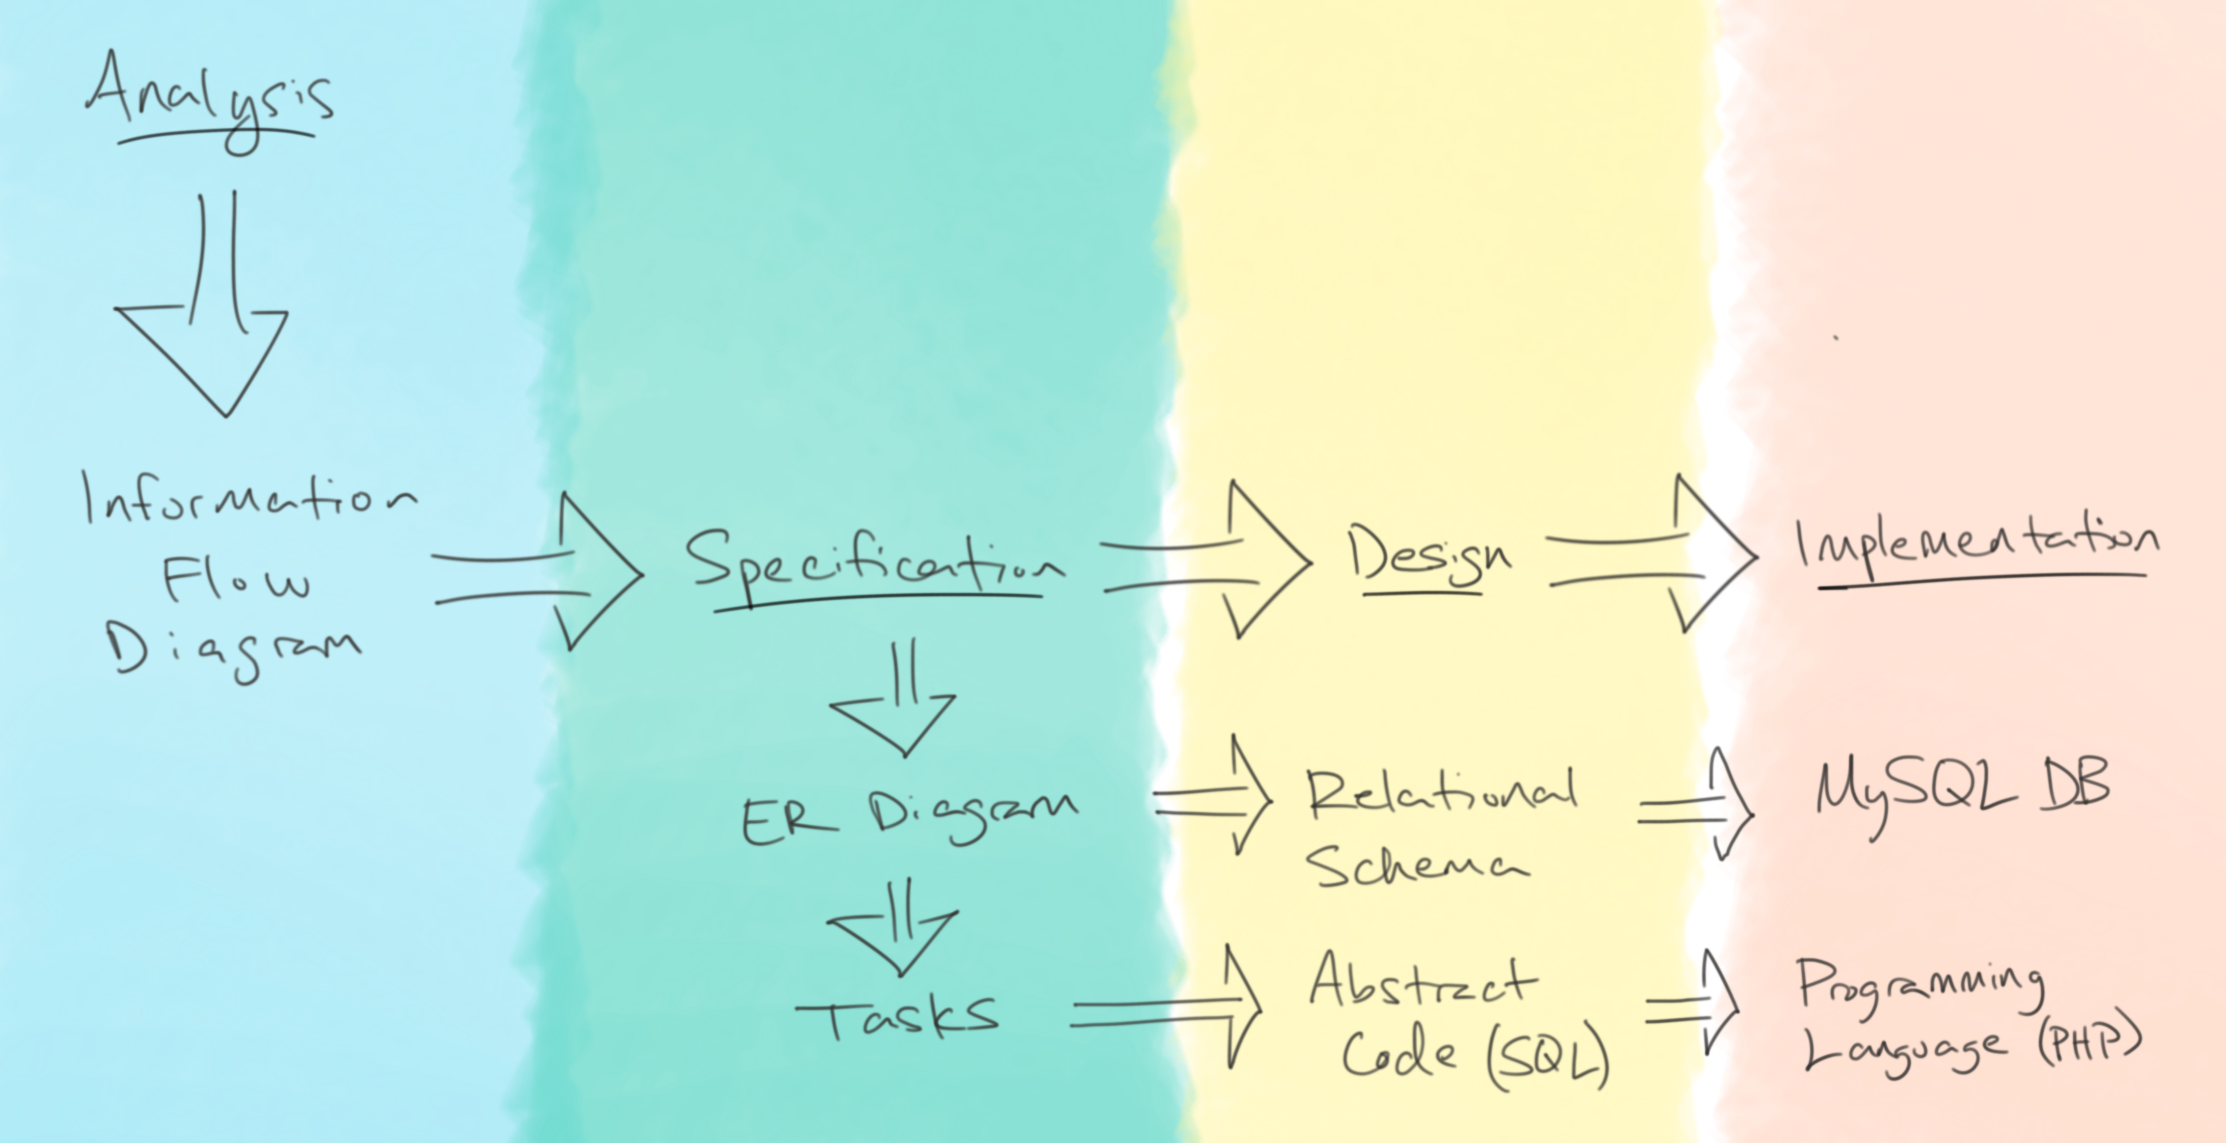 Analysis
Information
Flow
Diagram
Specification
ER Diagram
Tasks
Design
Relational
Schema
Abstract
Code (SQL)
Implementation
MySQL DB
Programming
Language (PHP)